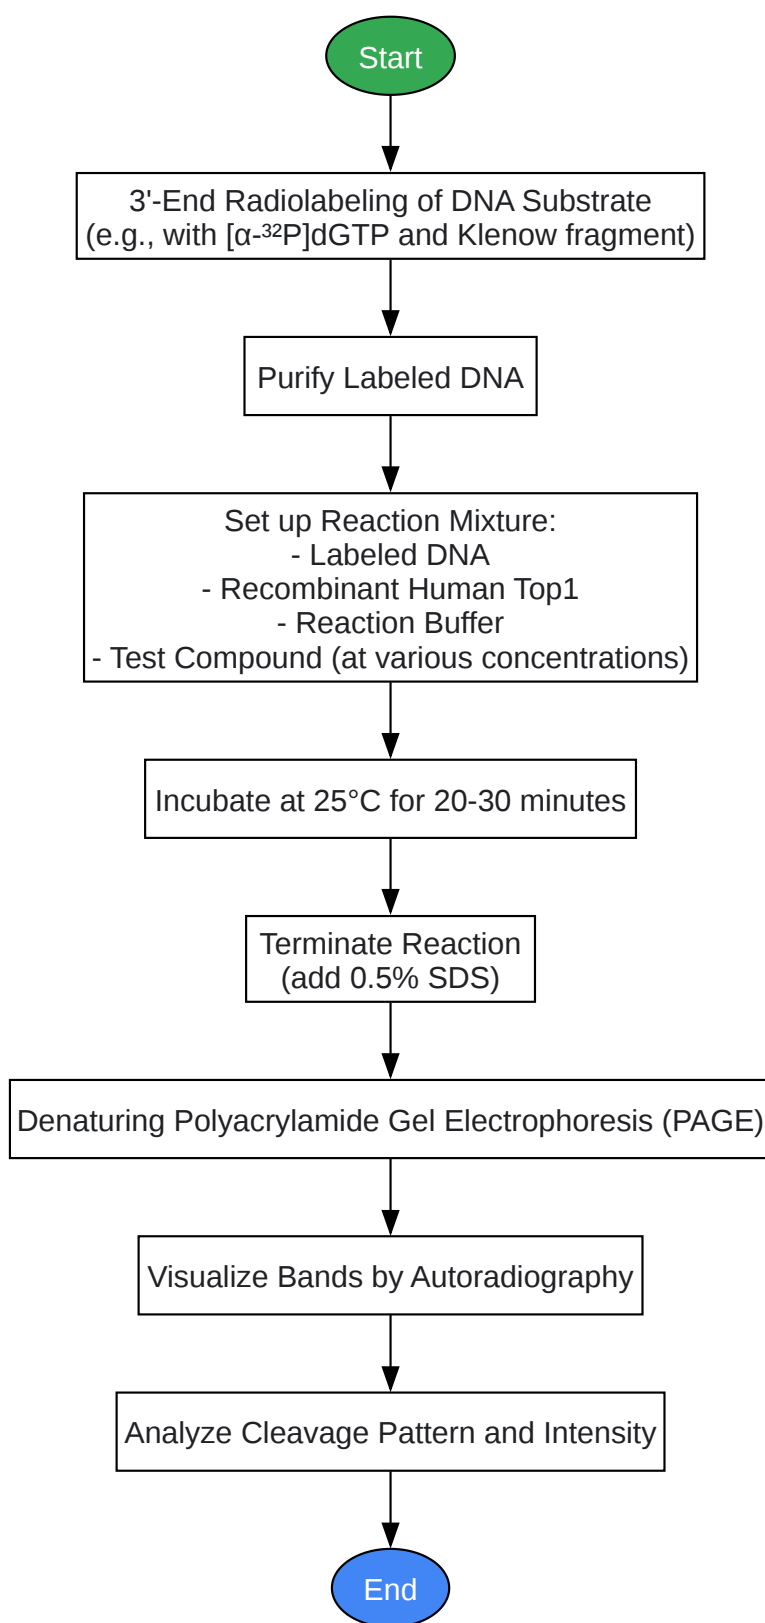 Start
3'-End Radiolabeling of DNA Substrate
(e.g., with [α-³²P]dGTP and Klenow fragment)
Purify Labeled DNA
Set up Reaction Mixture:
- Labeled DNA
- Recombinant Human Top1
- Reaction Buffer
- Test Compound (at various concentrations)
Incubate at 25°C for 20-30 minutes
Terminate Reaction
(add 0.5% SDS)
Denaturing Polyacrylamide Gel Electrophoresis (PAGE)
Visualize Bands by Autoradiography
Analyze Cleavage Pattern and Intensity
End